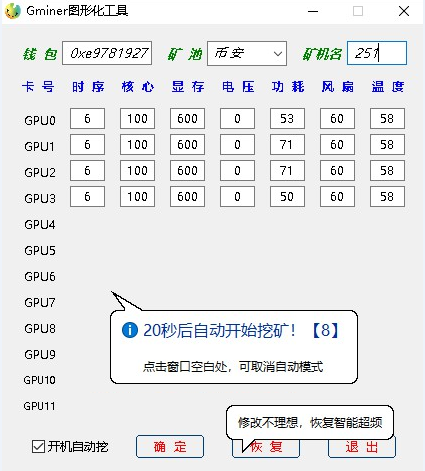 Gminer图形化工具
钱 包 0xe9781927 矿 池 币安 矿机名 251
卡 号 时 序 核 心 显 存 电 压 功 耗 风 扇 温 度
GPU0 6 100 600 0 53 60 58
GPU1 6 100 600 0 71 60 58
GPU2 6 100 600 0 71 60 58
GPU3 6 100 600 0 50 60 58
GPU4
GPU5
GPU6
GPU7
GPU8
GPU9
GPU10
GPU11
20秒后自动开始挖矿！【8】
点击窗口空白处，可取消自动模式
修改不理想，恢复智能超频
开机自动挖 确 定 恢 复 退 出